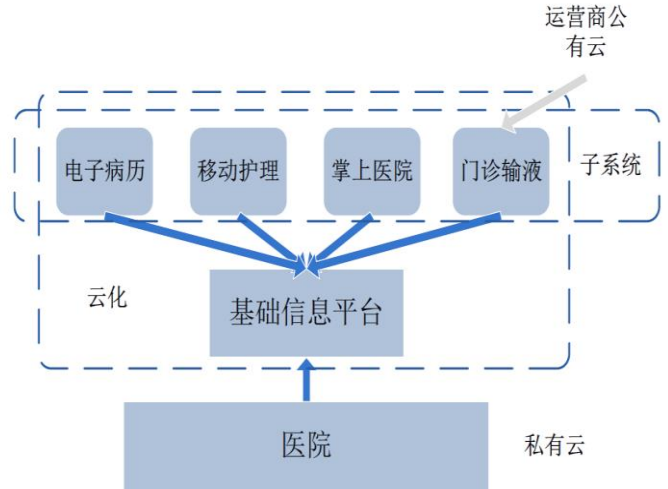 运营商公
有云
电子病历
移动护理
掌上医院
门诊输液
子系统
云化
基础信息平台
医院
私有云